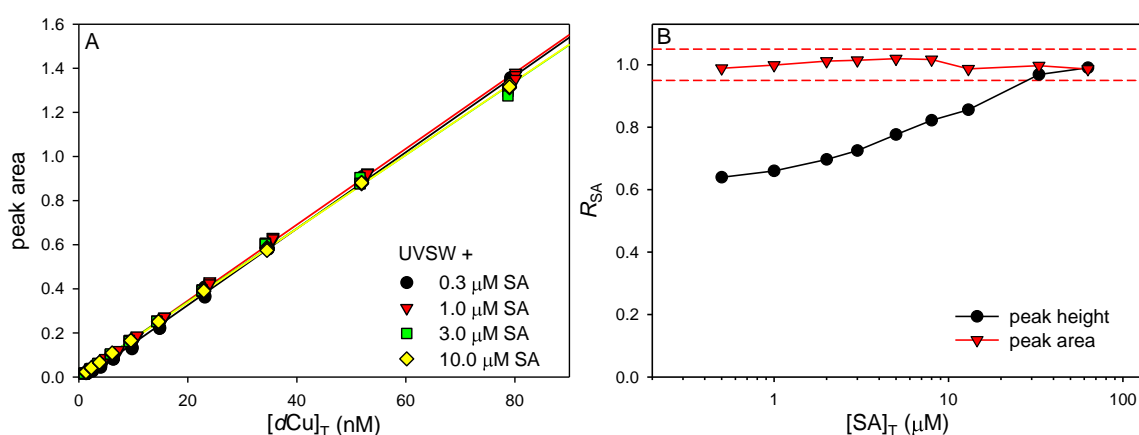 A
1.6
1.4
1.2
1.0
0.8
0.6
0.4
0.2
0.0
peak area
0 20 40 60 80
[dCu]T (nM)
UVSW +
0.3 μM SA
1.0 μM SA
3.0 μM SA
10.0 μM SA
B
1.0
0.8
0.6
0.4
0.2
0.0
RSA
1 10 100
[SA]T (μM)
peak height
peak area